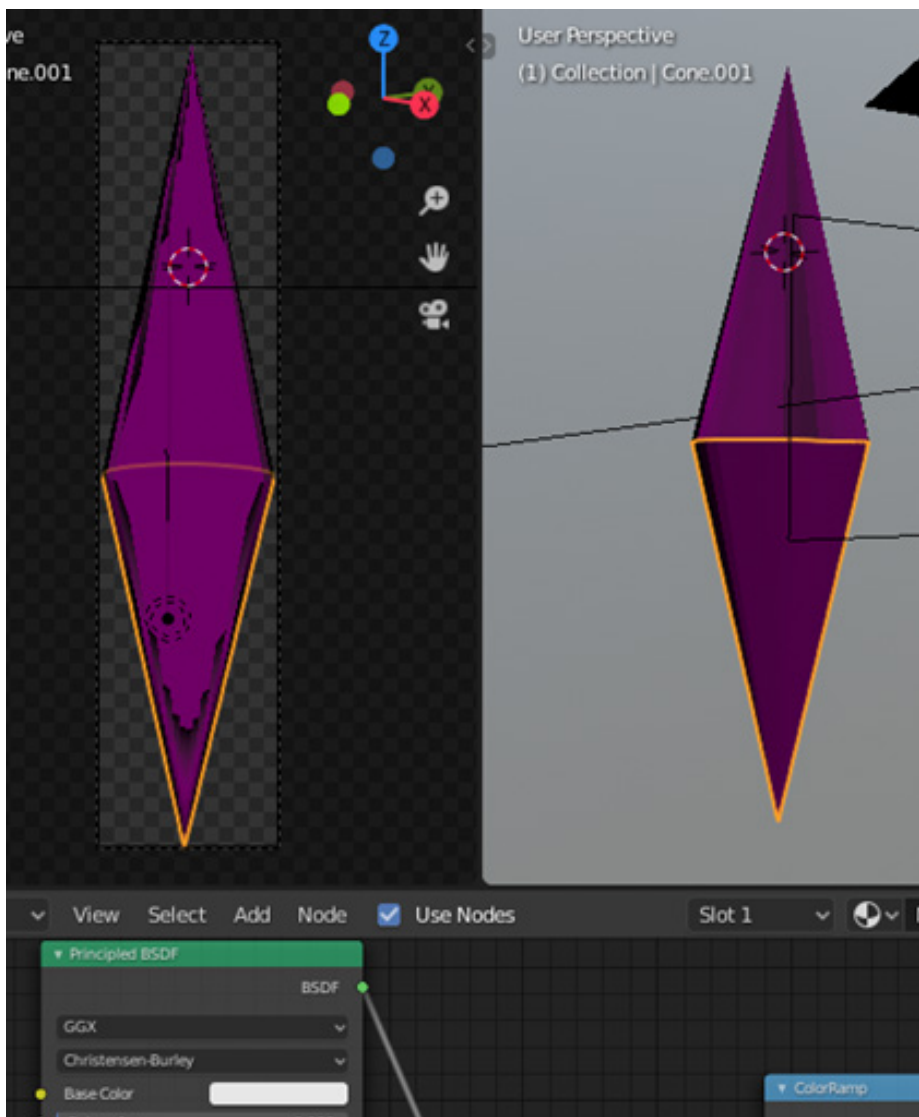 ve
ne.001
Z
Y
X
User Perspective
(1) Collection | Cone.001
View Select Add Node Use Nodes Slot 1
Principled BSDF
BSDF
GGX
Christensen-Burley
Base Color
ColorRamp